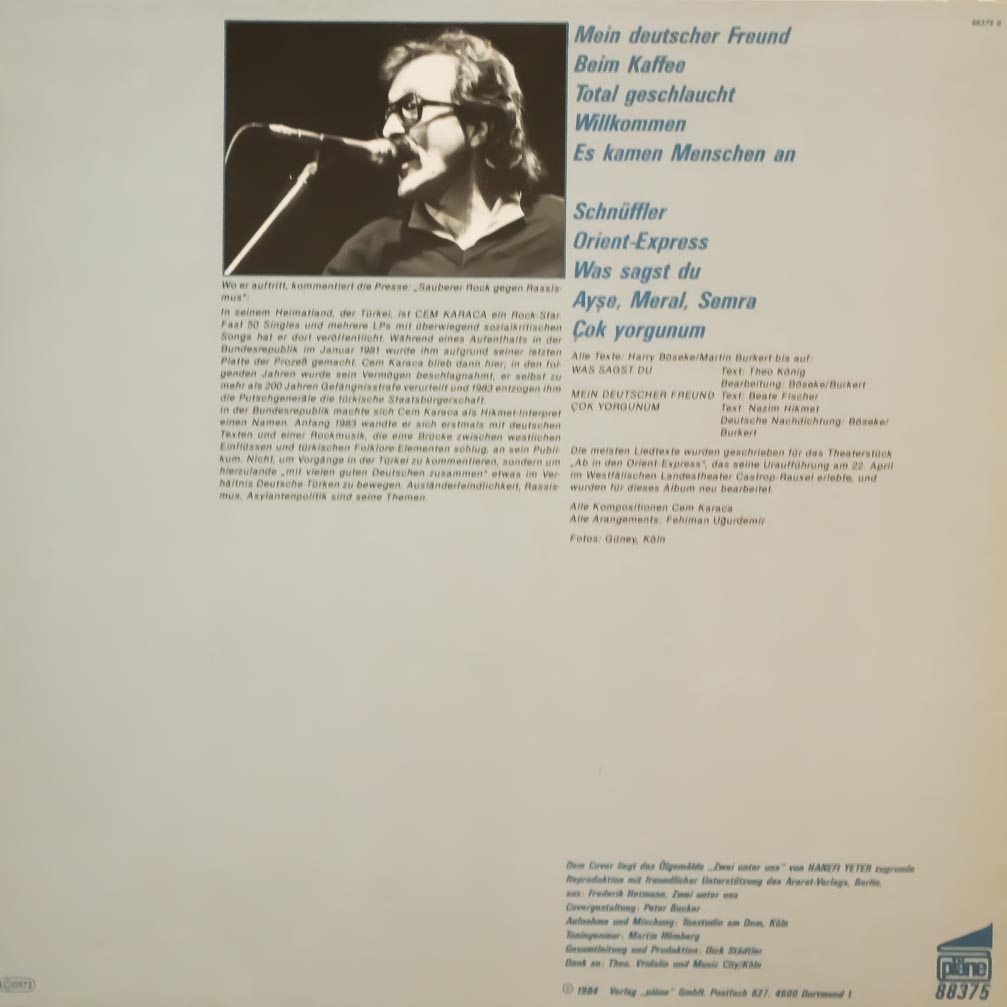 88375 B
Mein deutscher Freund
Beim Kaffee
Total geschlaucht
Willkommen
Es kamen Menschen an
Schnüffler
Orient-Express
Was sagst du
Ayşe, Meral, Semra
Çok yorgunum
Wo er auftritt, kommentiert die Presse: „Sauberer Rock gegen Rassis-
mus":
In seinem Heimatland, der Türkei, ist CEM KARACA ein Rock-Star.
Fast 50 Singles und mehrere LPs mit überwiegend sozialkritischen
Songs hat er dort veröffentlicht. Während eines Aufenthalts in der
Bundesrepublik im Januar 1981 wurde ihm aufgrund seiner letzten
Platte der Prozeß gemacht. Cem Karaca blieb dann hier; in den fol-
genden Jahren wurde sein Vermögen beschlagnahmt, er selbst zu
mehr als 200 Jahren Gefängnisstrafe verurteilt und 1983 entzogen ihm
die Putschgeneräle die türkische Staatsbürgerschaft.
In der Bundesrepublik machte sich Cem Karaca als Hikmet-Interpret
einen Namen. Anfang 1983 wandte er sich erstmals mit deutschen
Texten und einer Rockmusik, die eine Brücke zwischen westlichen
Einflüssen und türkischen Folklore-Elementen schlug, an sein Publi-
kum. Nicht, um Vorgänge in der Türkei zu kommentieren, sondern um
hierzulande „mit vielen guten Deutschen zusammen" etwas im Ver-
hältnis Deutsche-Türken zu bewegen. Ausländerfeindlichkeit, Rassis-
mus, Asylantenpolitik sind seine Themen.
Alle Texte: Harry Böseke/Martin Burkert bis auf:
WAS SAGST DU Text: Theo König
Bearbeitung: Böseke/Burkert
MEIN DEUTSCHER FREUND Text: Beate Fischer
ÇOK YORGUNUM Text: Nazim Hikmet
Deutsche Nachdichtung: Böseke/
Burkert
Die meisten Liedtexte wurden geschrieben für das Theaterstück
„Ab in den Orient-Express", das seine Uraufführung am 22. April
im Westfälischen Landestheater Castrop-Rauxel erlebte, und
wurden für dieses Album neu bearbeitet.
Alle Kompositionen Cem Karaca
Alle Arangements: Fehiman Uğurdemir
Fotos: Güney, Köln
Dem Cover liegt das Ölgemälde „Zwei unter uns" von HANEFI YETER zugrunde
Reproduktion mit freundlicher Unterstützung des Ararat-Verlags, Berlin,
aus: Frederik Hetmann, Zwei unter uns
Covergestaltung: Peter Bucker
Aufnahme und Mischung: Tonstudio am Dom, Köln
Toningenieur: Martin Hömberg
Gesamtleitung und Produktion: Dick Städtler
Dank an: Theo, Vridolin und Music City/Köln
℗ 1984 Verlag „pläne" GmbH, Postfach 827, 4600 Dortmund 1
pläne
88375